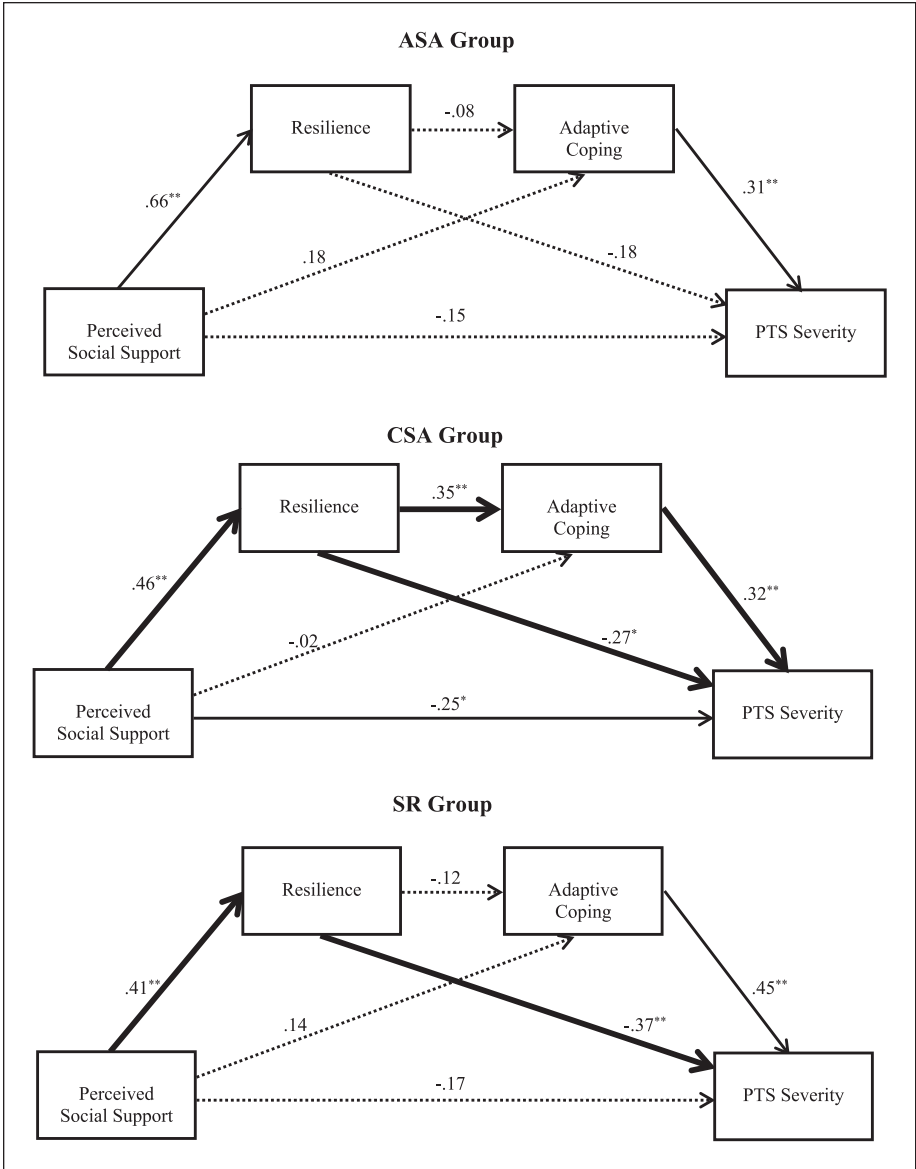 ASA Group
Resilience
-.08
Adaptive
Coping
.66**
.31**
.18
-.18
Perceived
Social Support
-.15
PTS Severity
CSA Group
Resilience
.35**
Adaptive
Coping
.46**
.32**
-.02
-.27*
Perceived
Social Support
-.25*
PTS Severity
SR Group
Resilience
-.12
Adaptive
Coping
.41**
.45**
.14
-.37**
Perceived
Social Support
-.17
PTS Severity